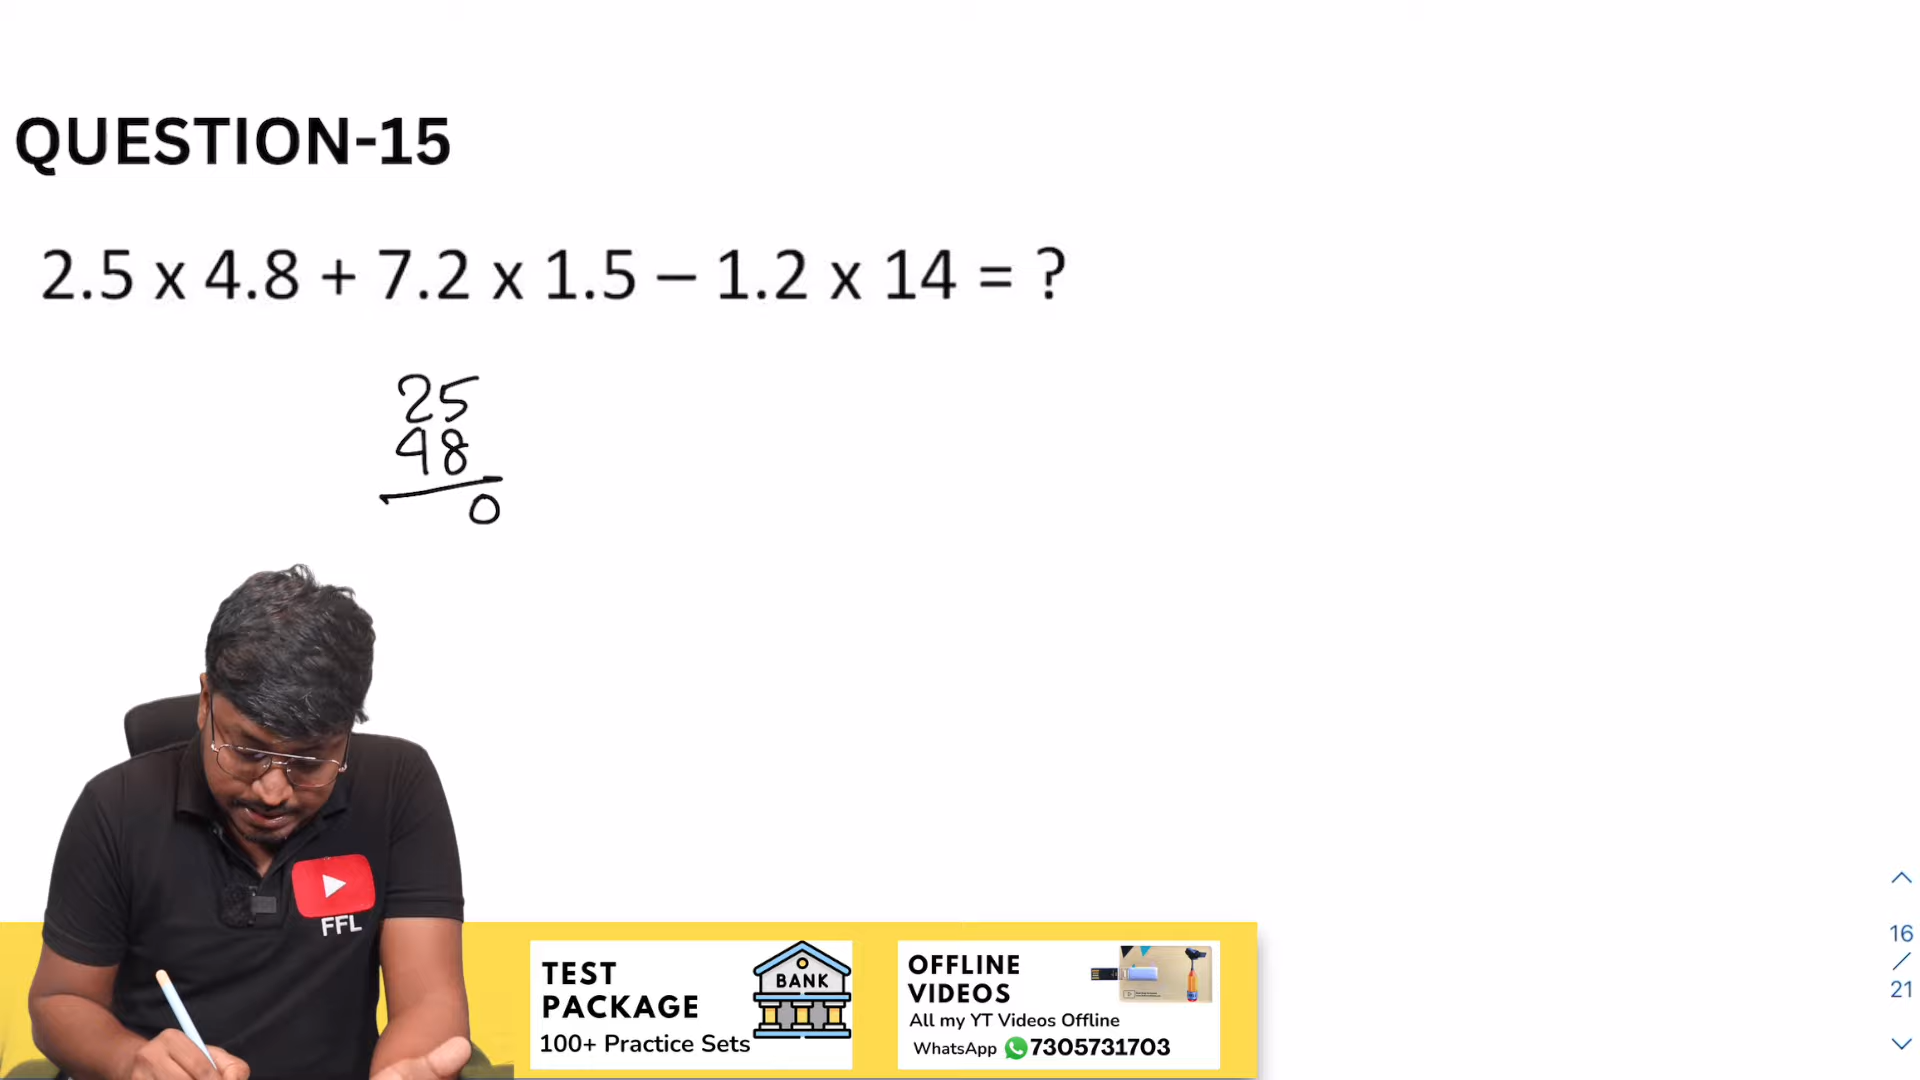 QUESTION-15
2.5 x 4.8 + 7.2 x 1.5 – 1.2 x 14 = ?
25
48
0
FFL
TEST
PACKAGE
100+ Practice Sets
BANK
OFFLINE
VIDEOS
All my YT Videos Offline
WhatsApp 7305731703
16
/
21